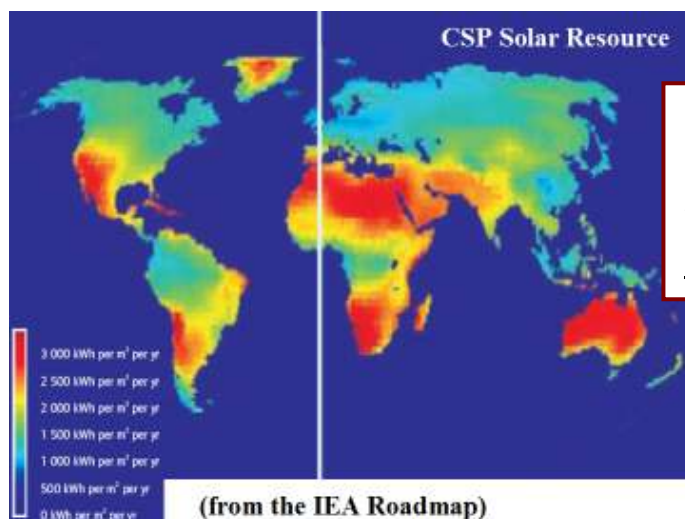 CSP Solar Resource
3 000 kWh per m² per yr
2 500 kWh per m² per yr
2 000 kWh per m² per yr
1 500 kWh per m² per yr
1 000 kWh per m² per yr
500 kWh per m² per yr
0 kWh per m² per yr
(from the IEA Roadmap)